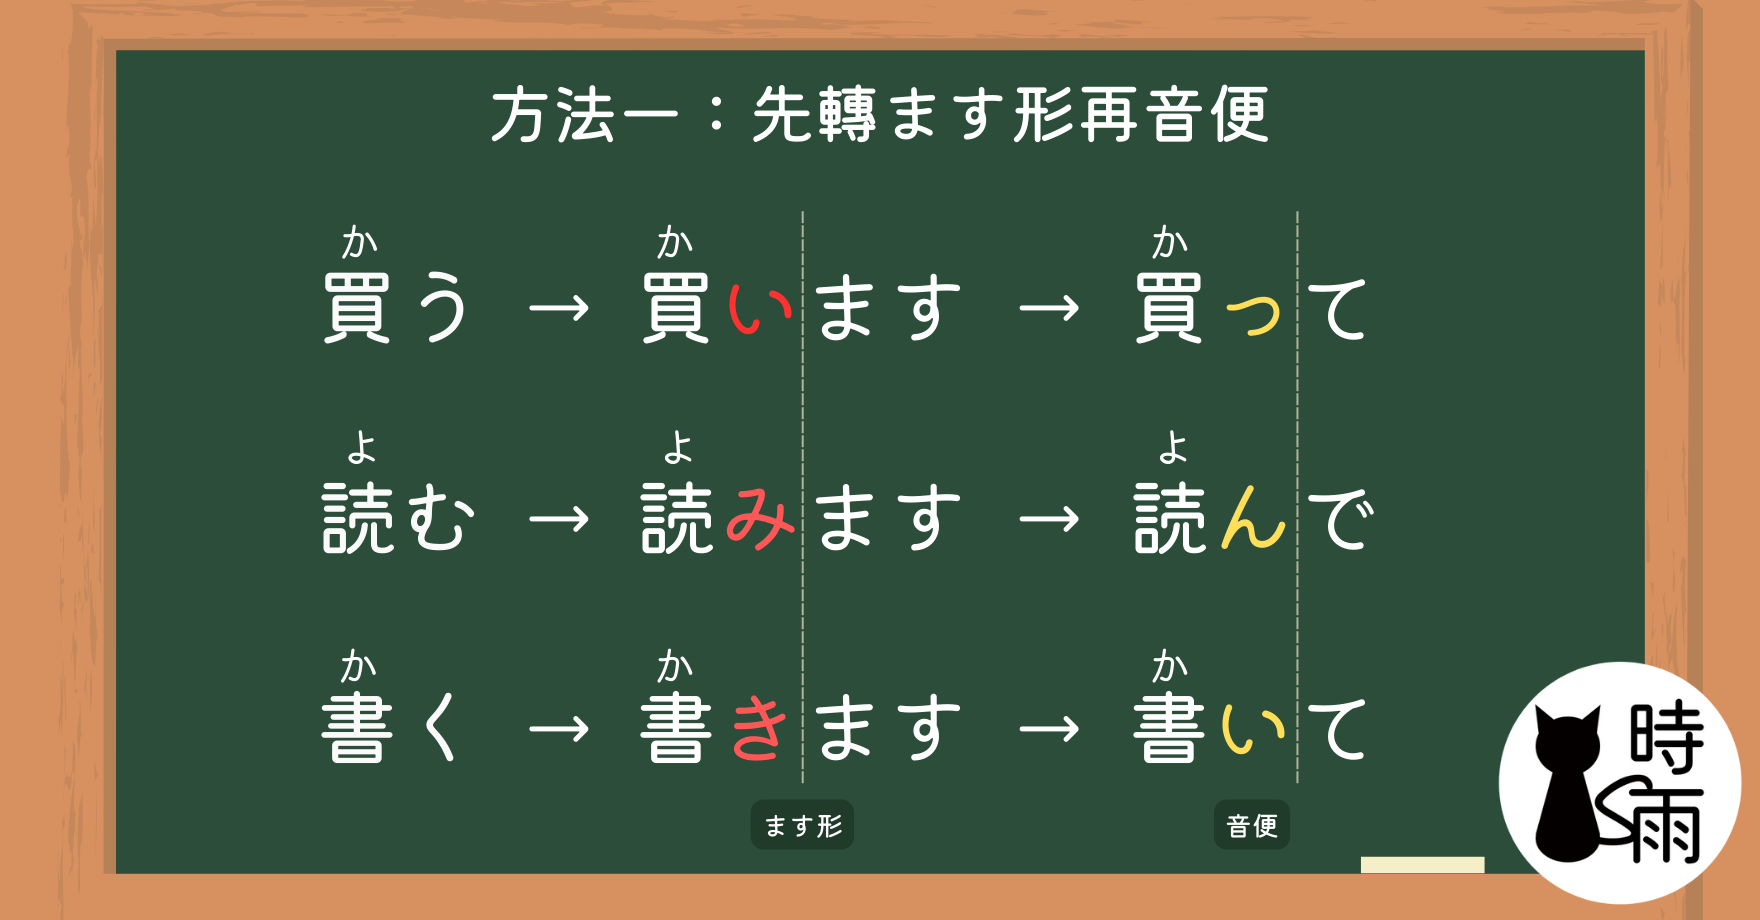 方法一：先轉ます形再音便
か か か
買う → 買います → 買って
よ よ よ
読む → 読みます → 読んで
か か か
書く → 書きます → 書いて
ます形 音便
時雨